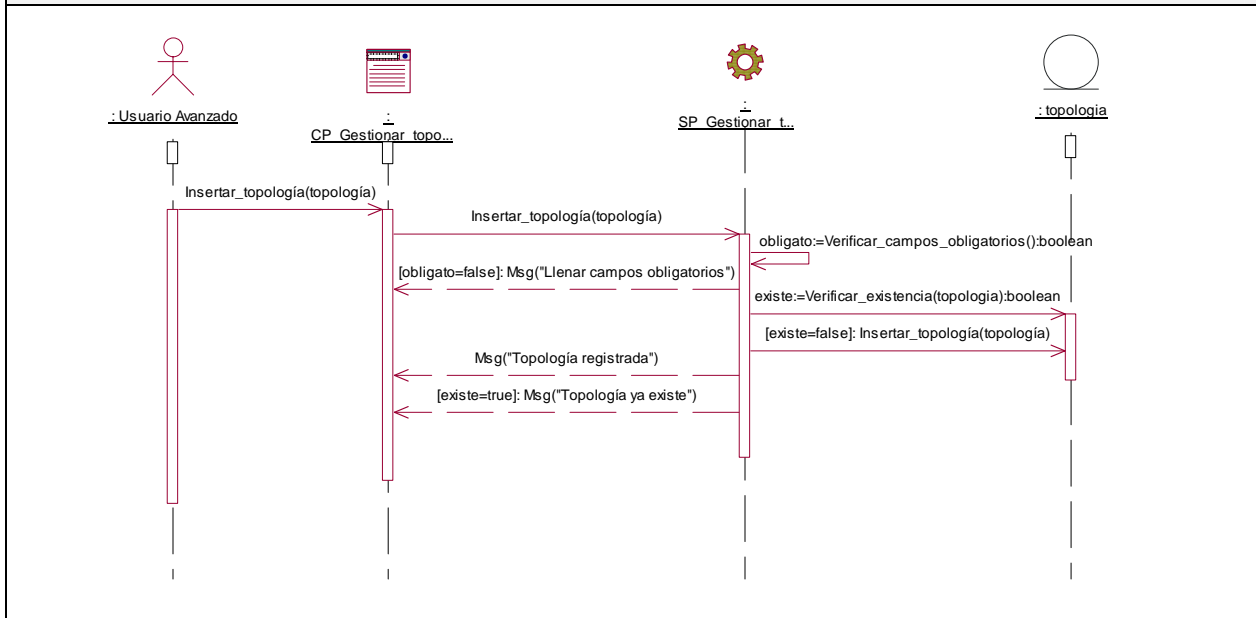 : Usuario Avanzado
:
CP_Gestionar_topo...
:
SP_Gestionar_t...
: topologia
Insertar_topología(topología)
Insertar_topología(topología)
obligato:=Verificar_campos_obligatorios():boolean
[obligato=false]: Msg("Llenar campos obligatorios")
existe:=Verificar_existencia(topologia):boolean
[existe=false]: Insertar_topología(topología)
Msg("Topología registrada")
[existe=true]: Msg("Topología ya existe")